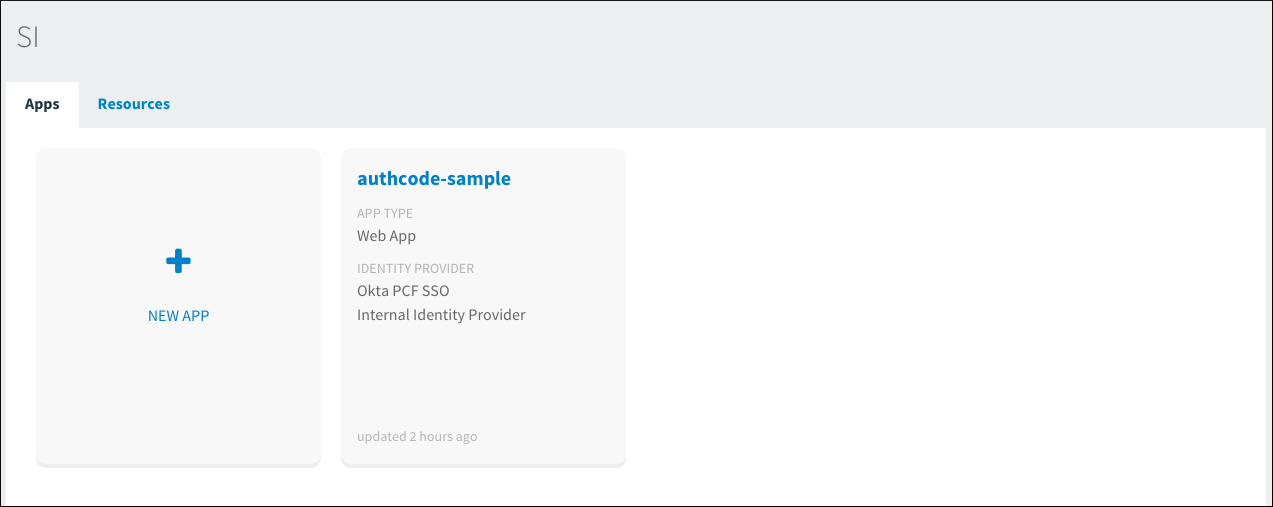 SI
Apps
Resources
NEW APP
authcode-sample
APP TYPE
Web App
IDENTITY PROVIDER
Okta PCF SSO
Internal Identity Provider
updated 2 hours ago